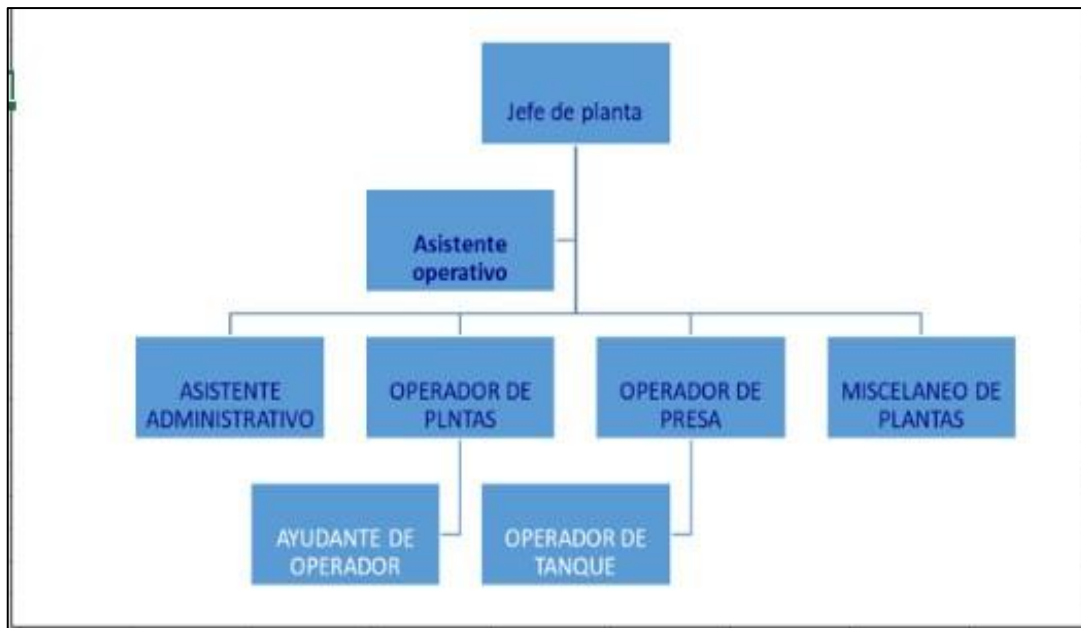 Jefe de planta
Asistente
operativo
ASISTENTE
ADMINISTRATIVO
OPERADOR DE
PLNTAS
OPERADOR DE
PRESA
MISCELANEO DE
PLANTAS
AYUDANTE DE
OPERADOR
OPERADOR DE
TANQUE